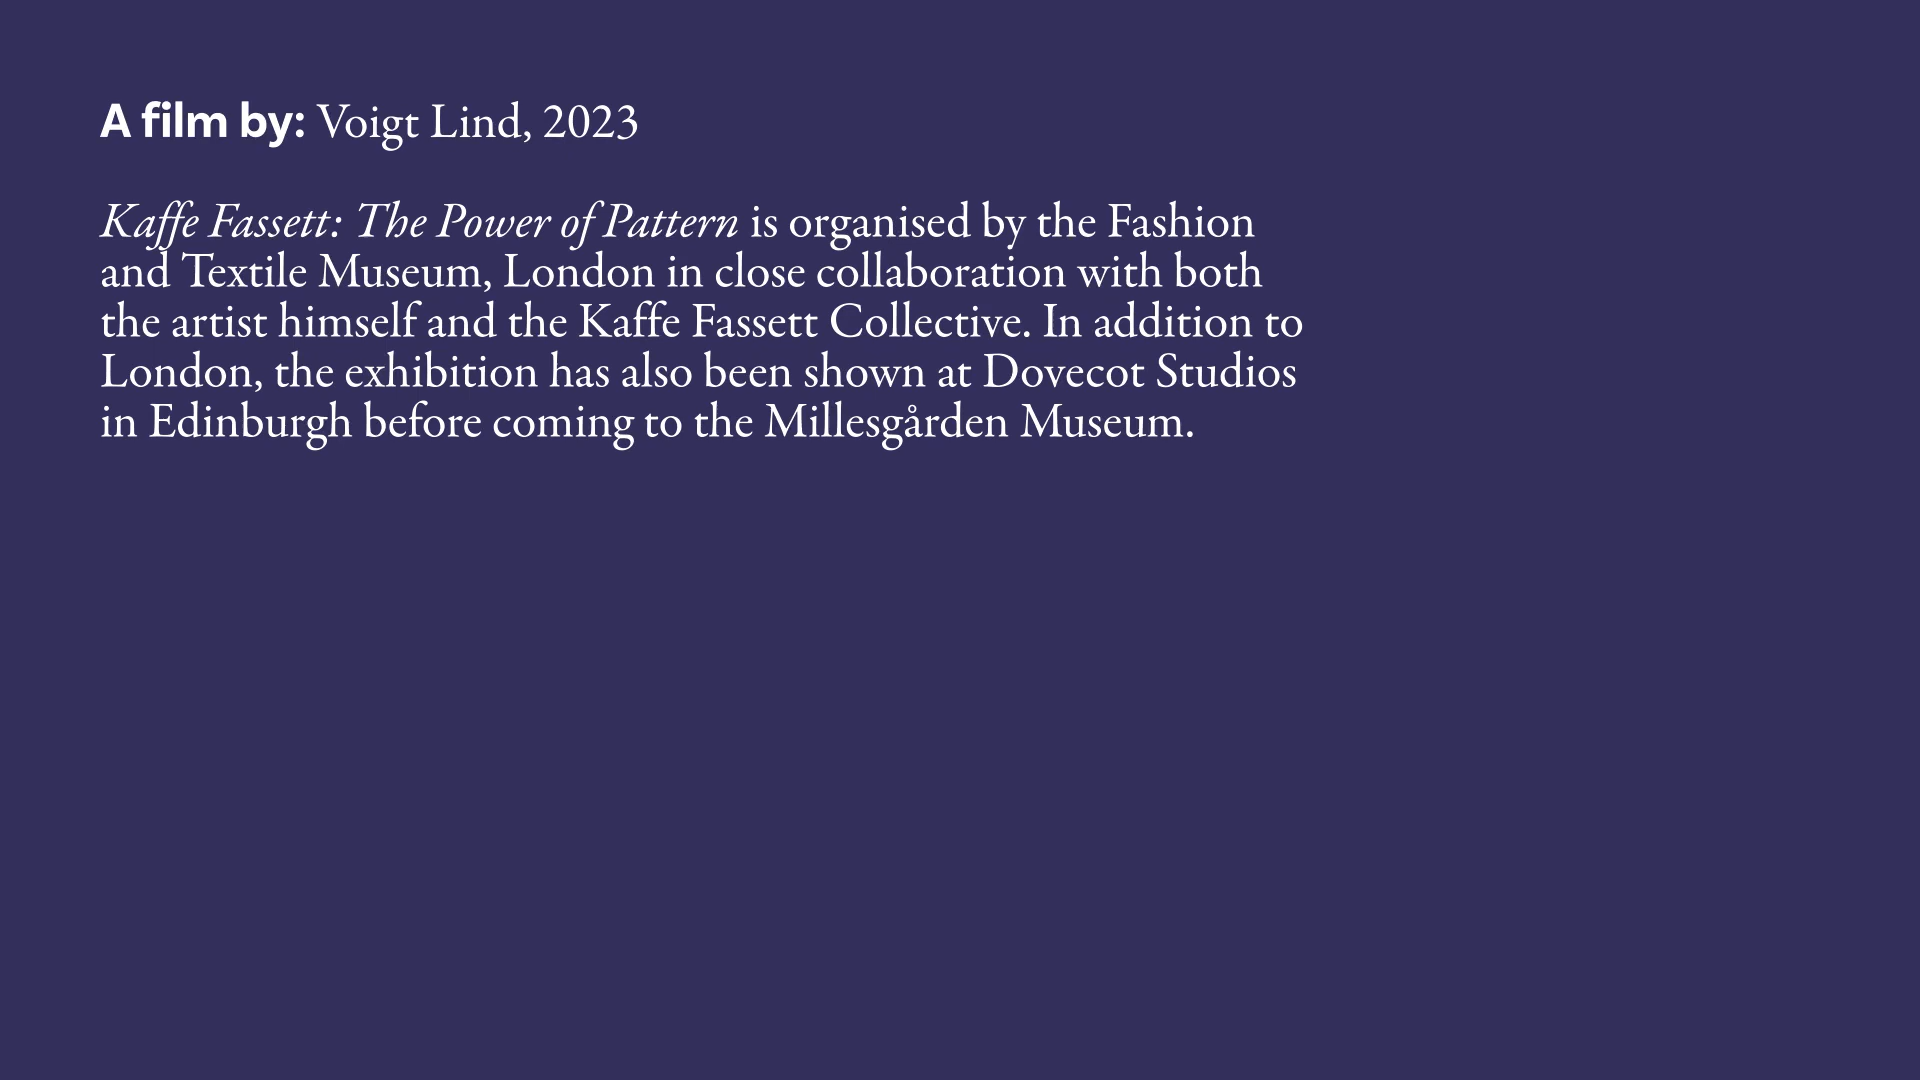 A film by: Voigt Lind, 2023
Kaffe Fassett: The Power of Pattern is organised by the Fashion
and Textile Museum, London in close collaboration with both
the artist himself and the Kaffe Fassett Collective. In addition to
London, the exhibition has also been shown at Dovecot Studios
in Edinburgh before coming to the Millesgården Museum.